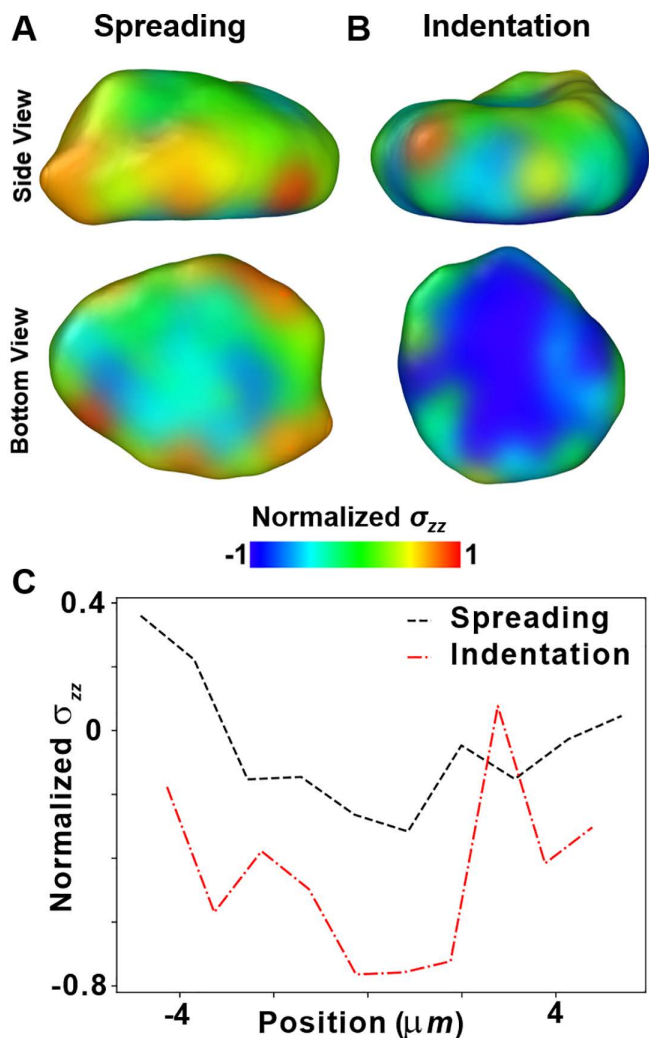 A Spreading B Indentation
Side View
Bottom View
Normalized σzz
-1 1
C
0.4
0
-0.8
Normalized σzz
Spreading
Indentation
-4 4
Position (μm)